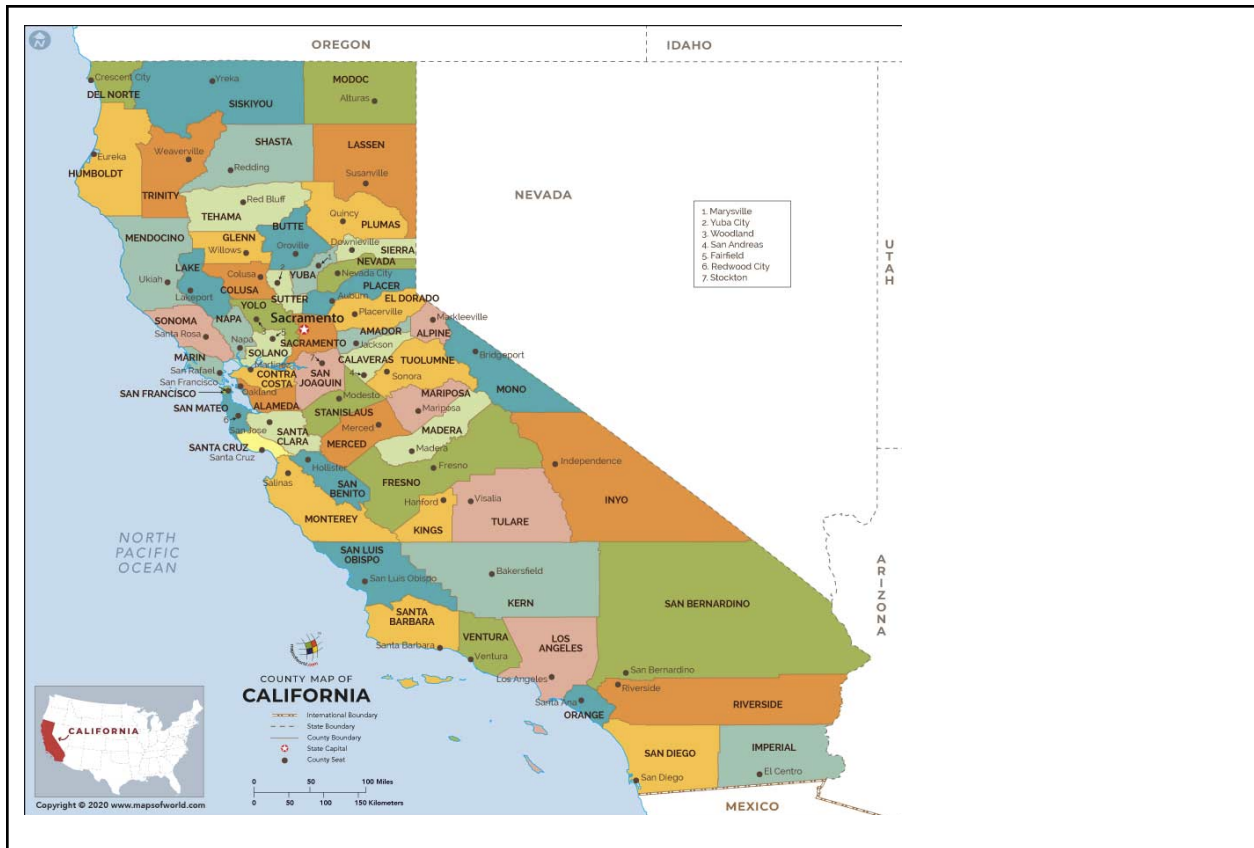 N
OREGON
IDAHO
Crescent City
DEL NORTE
Yreka
SISKIYOU
MODOC
Alturas
Eureka
HUMBOLDT
Weaverville
TRINITY
SHASTA
Redding
LASSEN
Susanville
NEVADA
1. Marysville
2. Yuba City
3. Woodland
4. San Andreas
5. Fairfield
6. Redwood City
7. Stockton
UTAH
Red Bluff
TEHAMA
Quincy
PLUMAS
MENDOCINO
Ukiah
GLENN
Willows
BUTTE
Oroville
Downieville
SIERRA
NEVADA
Nevada City
LAKE
Lakeport
Colusa
COLUSA
2
SUTTER
1
YUBA
PLACER
Auburn
EL DORADO
Placerville
SONOMA
Santa Rosa
NAPA
Napa
YOLO
3
Sacramento
SACRAMENTO
5
SOLANO
AMADOR
Jackson
ALPINE
Markleeville
MARIN
San Rafael
San Francisco
SAN FRANCISCO
Martinez
CONTRA
COSTA
Oakland
ALAMEDA
7
SAN
JOAQUIN
CALAVERAS
4
TUOLUMNE
Sonora
Bridgeport
MONO
SAN MATEO
6
San Jose
SANTA
CLARA
STANISLAUS
Modesto
MARIPOSA
Mariposa
Merced
MERCED
MADERA
Madera
SANTA CRUZ
Santa Cruz
Hollister
SAN
BENITO
Salinas
MONTEREY
Fresno
FRESNO
Independence
INYO
Hanford
KINGS
Visalia
TULARE
NORTH
PACIFIC
OCEAN
SAN LUIS
OBISPO
San Luis Obispo
Bakersfield
KERN
SAN BERNARDINO
San Bernardino
ARIZONA
SANTA
BARBARA
Santa Barbara
VENTURA
Ventura
LOS
ANGELES
Los Angeles
Santa Ana
ORANGE
Riverside
RIVERSIDE
SAN DIEGO
San Diego
IMPERIAL
El Centro
MEXICO
mapsofworld.com
COUNTY MAP OF
CALIFORNIA
International Boundary
State Boundary
County Boundary
State Capital
County Seat
0 50 100 Miles
0 50 100 150 Kilometers
CALIFORNIA
Copyright © 2020 www.mapsofworld.com